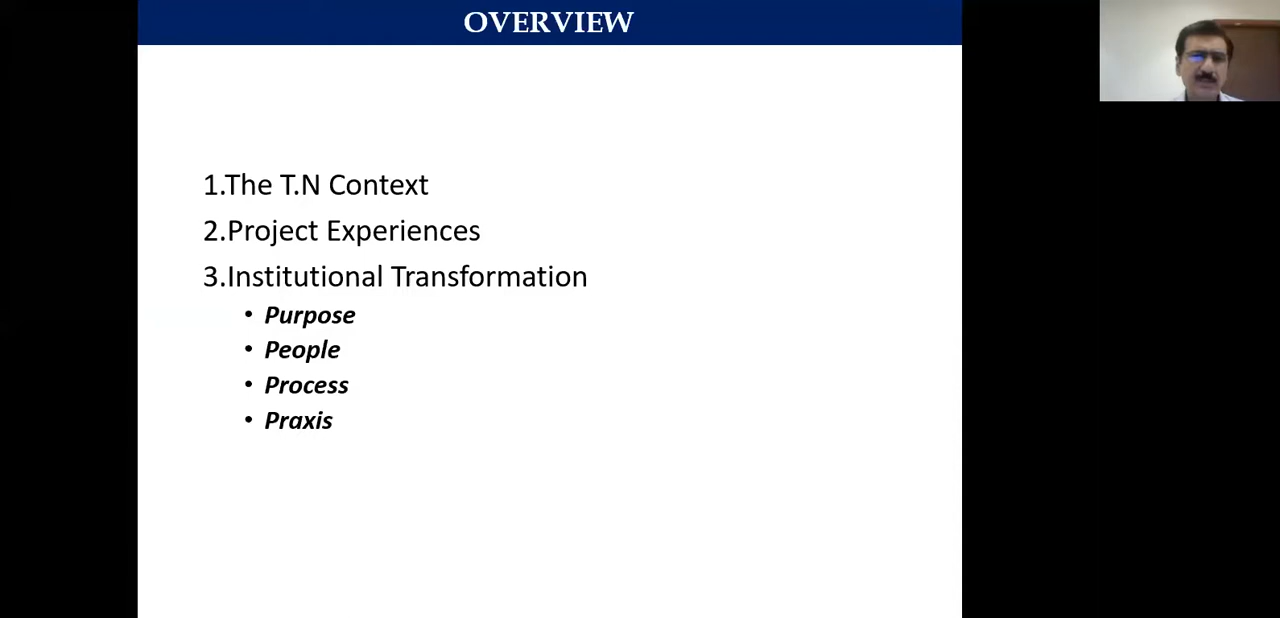 OVERVIEW
1.The T.N Context
2.Project Experiences
3.Institutional Transformation
• Purpose
• People
• Process
• Praxis